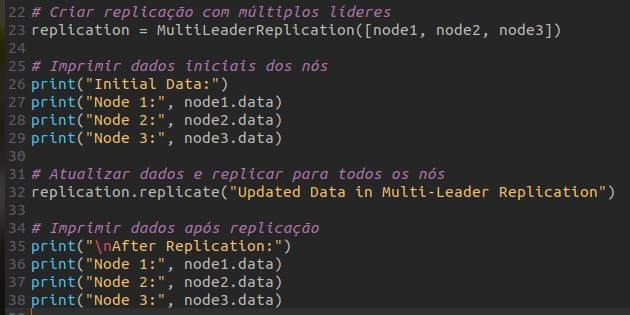 22 # Criar replicação com múltiplos líderes
23 replication = MultiLeaderReplication([node1, node2, node3])
24
25 # Imprimir dados iniciais dos nós
26 print("Initial Data:")
27 print("Node 1:", node1.data)
28 print("Node 2:", node2.data)
29 print("Node 3:", node3.data)
30
31 # Atualizar dados e replicar para todos os nós
32 replication.replicate("Updated Data in Multi-Leader Replication")
33
34 # Imprimir dados após replicação
35 print("\nAfter Replication:")
36 print("Node 1:", node1.data)
37 print("Node 2:", node2.data)
38 print("Node 3:", node3.data)